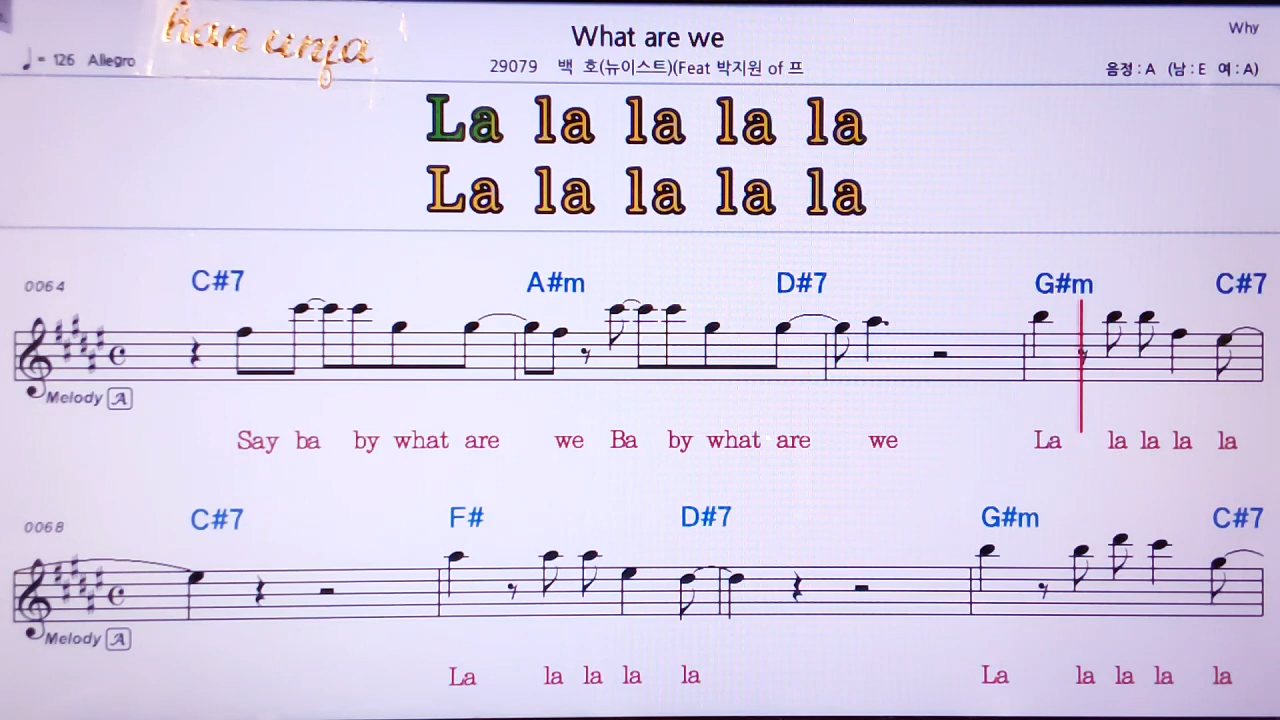 han unja
Why
What are we
♩ = 126 Allegro
29079 백 호(뉴이스트)(Feat 박지원 of 프
음정 : A (남 : E 여 : A)
La la la la la
La la la la la
0064 C#7 A#m D#7 G#m C#7
Melody A
Say ba by what are we Ba by what are we La la la la la
0068 C#7 F# D#7 G#m C#7
Melody A
La la la la la La la la la la